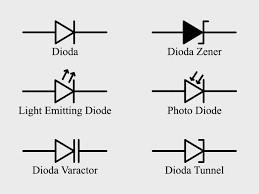 Dioda
Dioda Zener
Light Emitting Diode
Photo Diode
Dioda Varactor
Dioda Tunnel